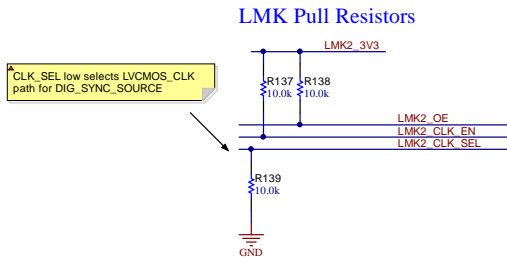 LMK Pull Resistors
LMK2_3V3
CLK_SEL low selects LVCMOS_CLK
path for DIG_SYNC_SOURCE
R137
10.0k
R138
10.0k
LMK2_OE
LMK2_CLK_EN
LMK2_CLK_SEL
R139
10.0k
GND